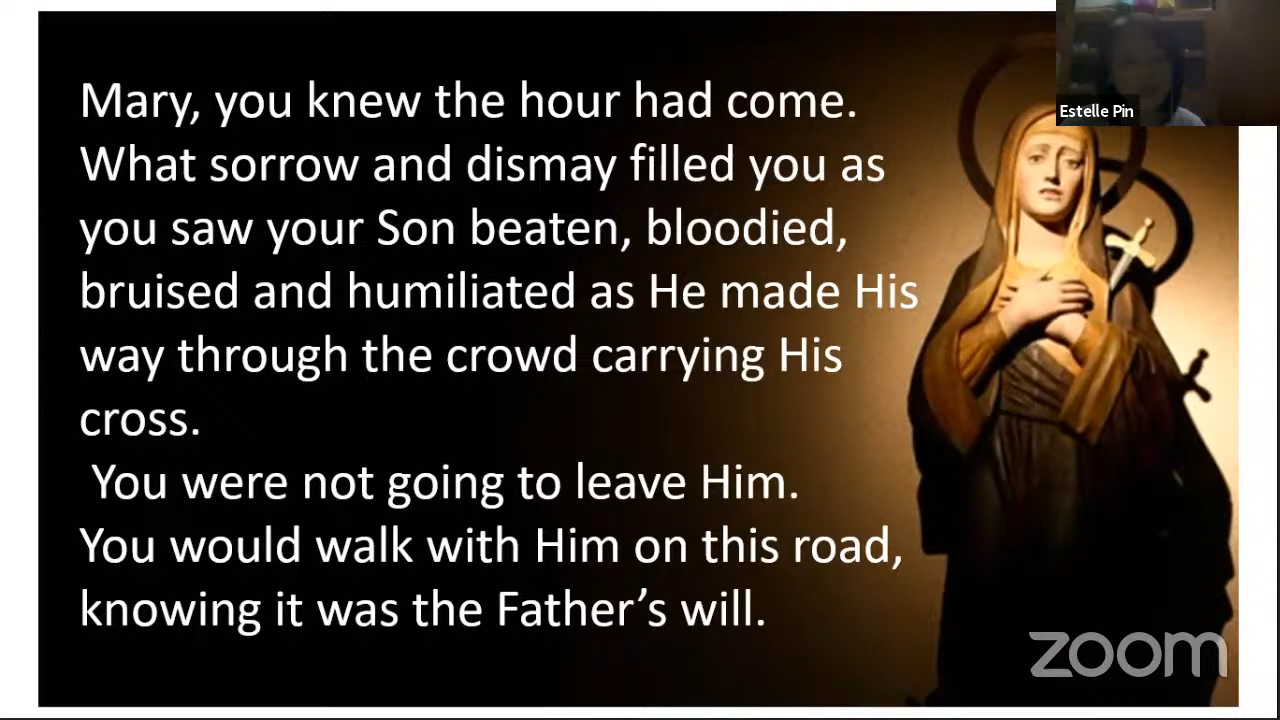 Mary, you knew the hour had come.
What sorrow and dismay filled you as
you saw your Son beaten, bloodied,
bruised and humiliated as He made His
way through the crowd carrying His
cross.
You were not going to leave Him.
You would walk with Him on this road,
knowing it was the Father’s will.
Estelle Pin
zoom